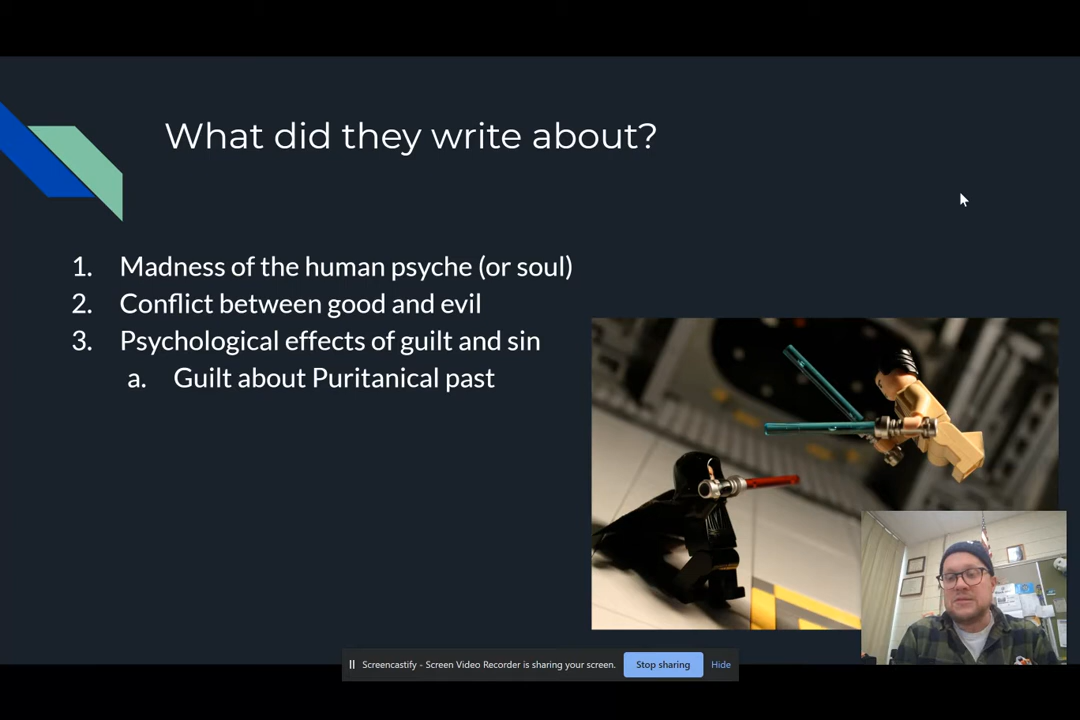 What did they write about?
1. Madness of the human psyche (or soul)
2. Conflict between good and evil
3. Psychological effects of guilt and sin
a. Guilt about Puritanical past
Screencastify - Screen Video Recorder is sharing your screen. Stop sharing Hide